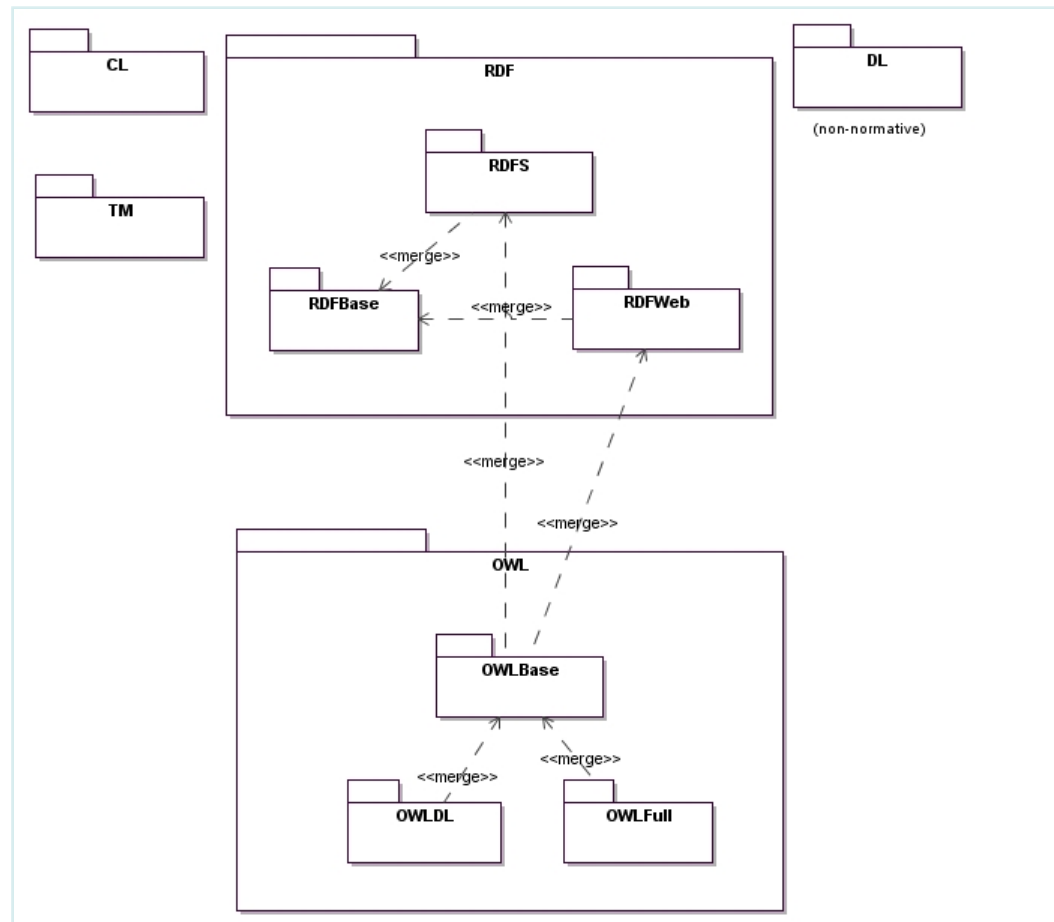 CL
RDF
DL
(non-normative)
RDFS
TM
<<merge>>
RDFBase
<<merge>>
RDFWeb
<<merge>>
<<merge>>
OWL
OWLBase
<<merge>>
<<merge>>
OWLDL
OWLFull